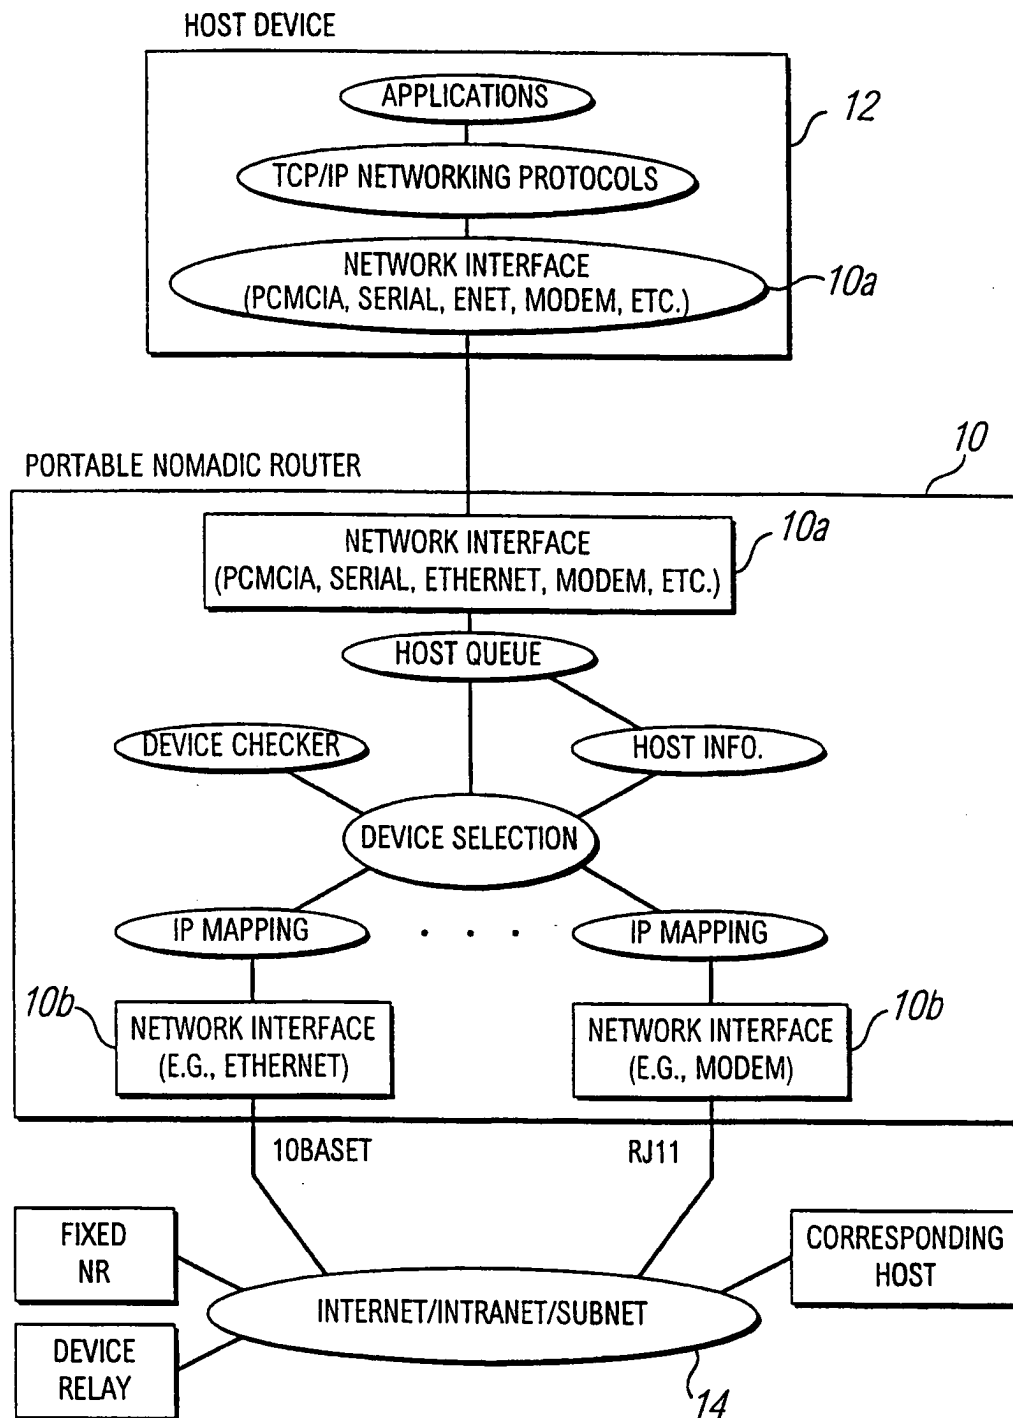 HOST DEVICE
APPLICATIONS
12
TCP/IP NETWORKING PROTOCOLS
NETWORK INTERFACE
(PCMCIA, SERIAL, ENET, MODEM, ETC.)
10a
10
PORTABLE NOMADIC ROUTER
NETWORK INTERFACE
(PCMCIA, SERIAL, ETHERNET, MODEM, ETC.)
10a
HOST QUEUE
DEVICE CHECKER
HOST INFO.
DEVICE SELECTION
IP MAPPING
. . .
IP MAPPING
10b
NETWORK INTERFACE
(E.G., ETHERNET)
NETWORK INTERFACE
(E.G., MODEM)
10b
10BASET
RJ11
FIXED
NR
CORRESPONDING
HOST
INTERNET/INTRANET/SUBNET
DEVICE
RELAY
14